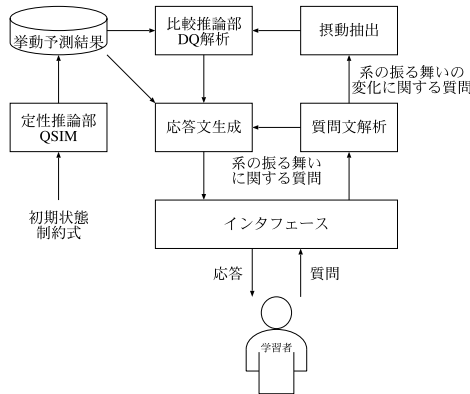 挙動予測結果
比較推論部
DQ解析
摂動抽出
系の振る舞いの
変化に関する質問
定性推論部
QSIM
応答文生成
質問文解析
系の振る舞い
に関する質問
初期状態
制約式
インタフェース
応答
質問
学習者